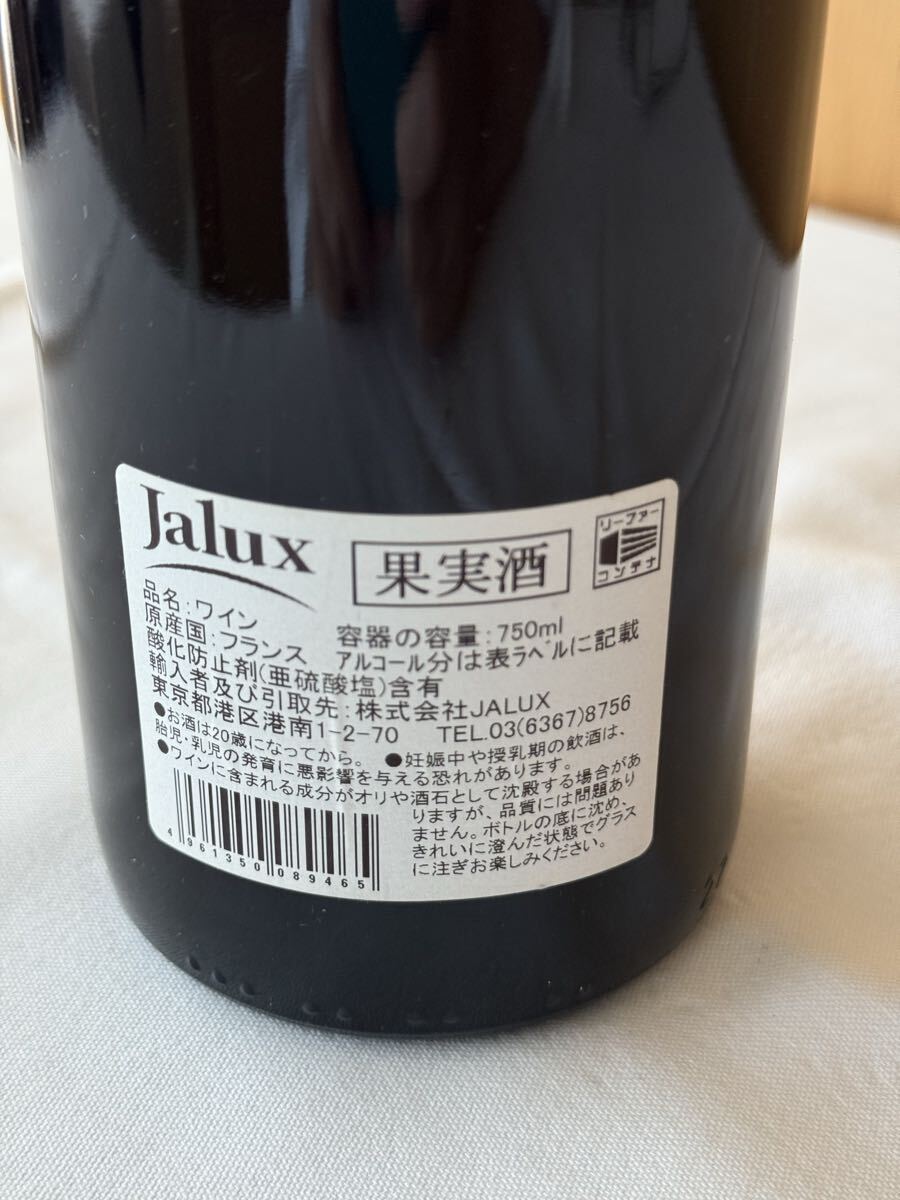 Jalux
果実酒
リーファー
コンテナ
品名:ワイン
原産国:フランス 容器の容量:750ml
酸化防止剤(亜硫酸塩)含有 アルコール分は表ラベルに記載
輸入者及び引取先:株式会社JALUX
東京都港区港南1-2-70 TEL.03(6367)8756
●お酒は20歳になってから。 ●妊娠中や授乳期の飲酒は、
胎児・乳児の発育に悪影響を与える恐れがあります。
●ワインに含まれる成分がオリや酒石として沈殿する場合があ
りますが、品質には問題あり
ません。ボトルの底に沈め、
きれいに澄んだ状態でグラス
に注ぎお楽しみください。
4 961350 089465